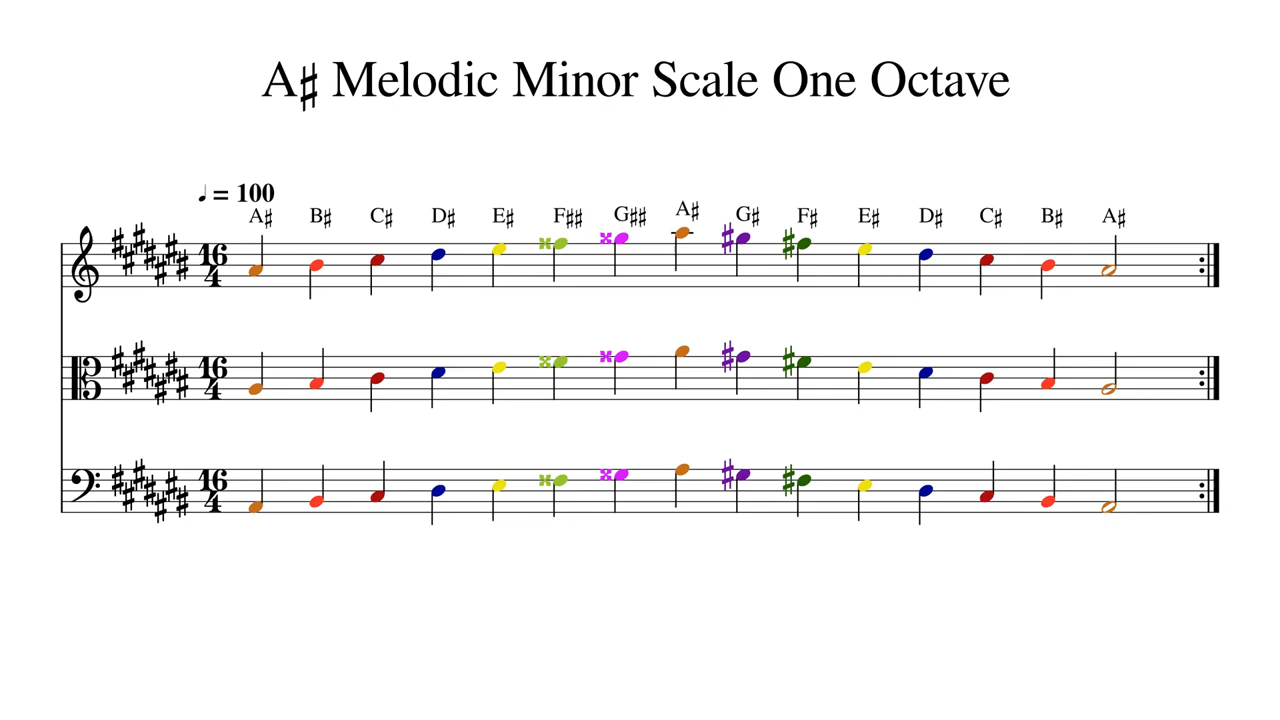 A♯ Melodic Minor Scale One Octave
♩ = 100
A♯ B♯ C♯ D♯ E♯ F♯♯ G♯♯ A♯ G♯ F♯ E♯ D♯ C♯ B♯ A♯
16
4
16
4
16
4